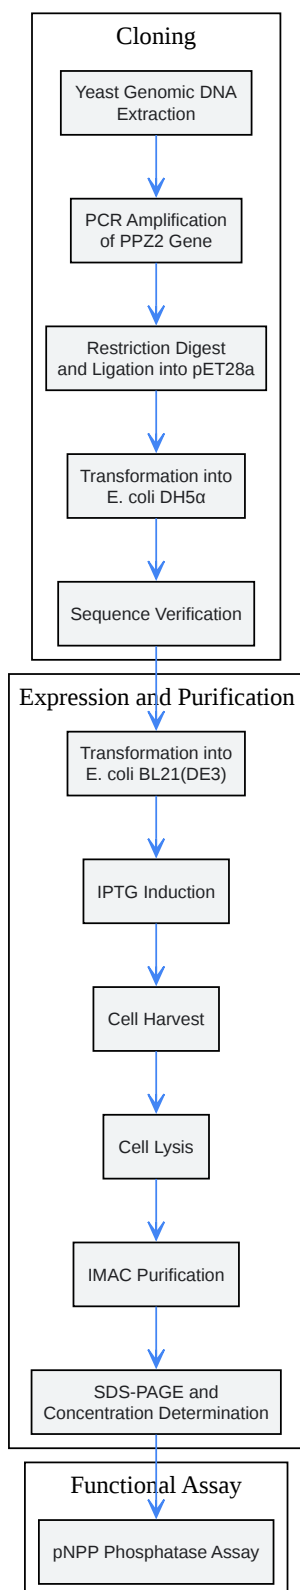 Cloning
Yeast Genomic DNA
Extraction
PCR Amplification
of PPZ2 Gene
Restriction Digest
and Ligation into pET28a
Transformation into
E. coli DH5α
Sequence Verification
Expression and Purification
Transformation into
E. coli BL21(DE3)
IPTG Induction
Cell Harvest
Cell Lysis
IMAC Purification
SDS-PAGE and
Concentration Determination
Functional Assay
pNPP Phosphatase Assay